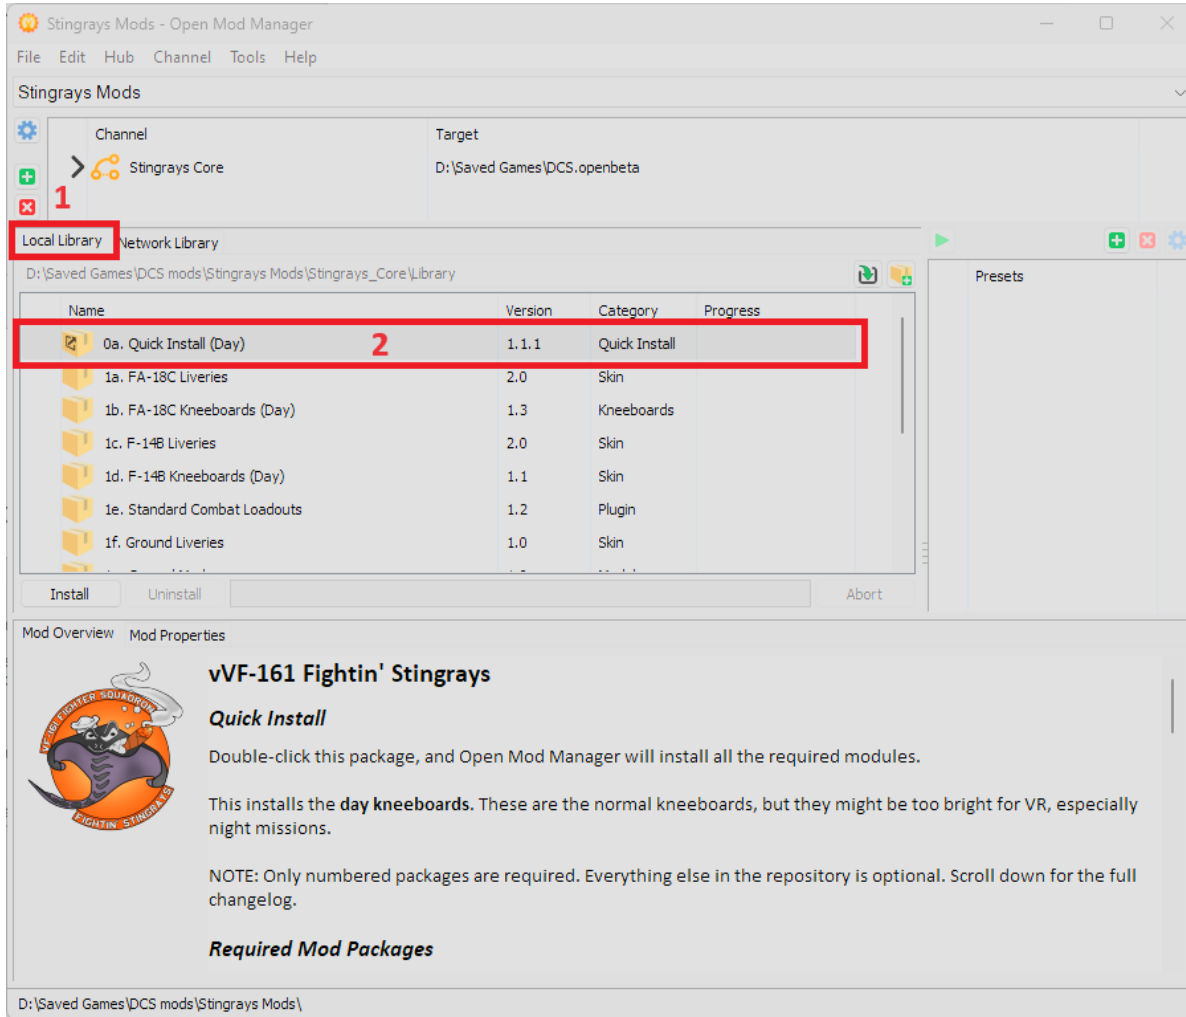 Stingrays Mods - Open Mod Manager
File Edit Hub Channel Tools Help
Stingrays Mods
Channel Target
Stingrays Core D:\Saved Games\DCS.openbeta
1
Local Library Network Library
D:\Saved Games\DCS mods\Stingrays Mods\Stingrays_Core\Library
Presets
Name Version Category Progress
0a. Quick Install (Day) 2 1.1.1 Quick Install
1a. FA-18C Liveries 2.0 Skin
1b. FA-18C Kneeboards (Day) 1.3 Kneeboards
1c. F-14B Liveries 2.0 Skin
1d. F-14B Kneeboards (Day) 1.1 Skin
1e. Standard Combat Loadouts 1.2 Plugin
1f. Ground Liveries 1.0 Skin
Install Uninstall Abort
Mod Overview Mod Properties
VF-161 FIGHTER SQUADRON
FIGHTIN STINGRAYS
vVF-161 Fightin' Stingrays
Quick Install
Double-click this package, and Open Mod Manager will install all the required modules.
This installs the day kneeboards. These are the normal kneeboards, but they might be too bright for VR, especially
night missions.
NOTE: Only numbered packages are required. Everything else in the repository is optional. Scroll down for the full
changelog.
Required Mod Packages
D:\Saved Games\DCS mods\Stingrays Mods\